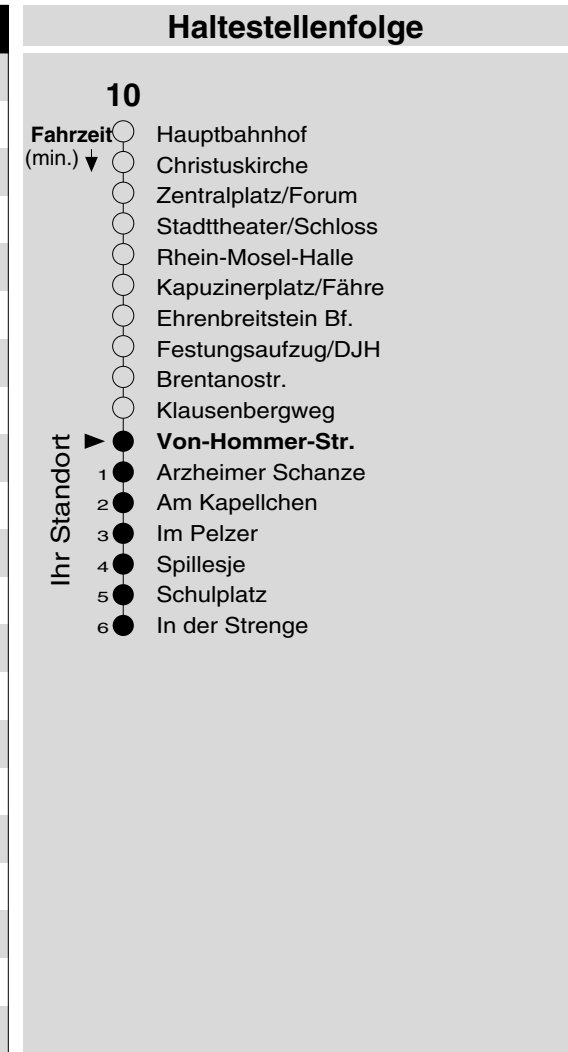 Haltestellenfolge
10
Fahrzeit Hauptbahnhof
(min.) Christuskirche
Zentralplatz/Forum
Stadttheater/Schloss
Rhein-Mosel-Halle
Kapuzinerplatz/Fähre
Ehrenbreitstein Bf.
Festungsaufzug/DJH
Brentanostr.
Klausenbergweg
Ihr Standort
Von-Hommer-Str.
1 Arzheimer Schanze
2 Am Kapellchen
3 Im Pelzer
4 Spillesje
5 Schulplatz
6 In der Strenge